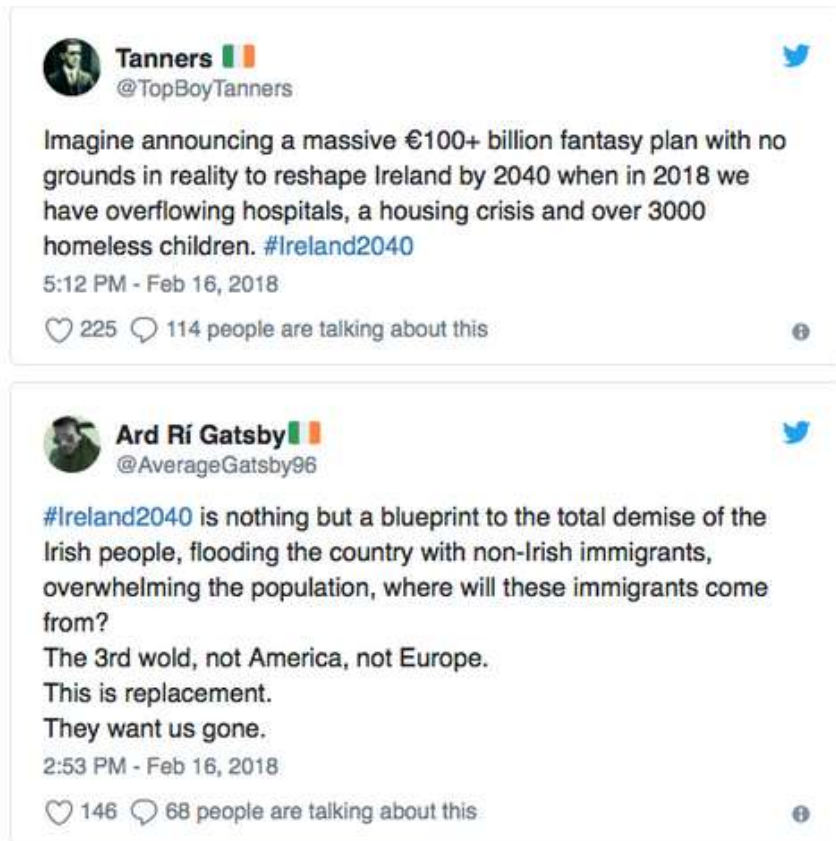 Tanners 🇮🇪
@TopBoyTanners
Imagine announcing a massive €100+ billion fantasy plan with no
grounds in reality to reshape Ireland by 2040 when in 2018 we
have overflowing hospitals, a housing crisis and over 3000
homeless children. #Ireland2040
5:12 PM - Feb 16, 2018
225 114 people are talking about this
Ard Rí Gatsby🇮🇪
@AverageGatsby96
#Ireland2040 is nothing but a blueprint to the total demise of the
Irish people, flooding the country with non-Irish immigrants,
overwhelming the population, where will these immigrants come
from?
The 3rd wold, not America, not Europe.
This is replacement.
They want us gone.
2:53 PM - Feb 16, 2018
146 68 people are talking about this